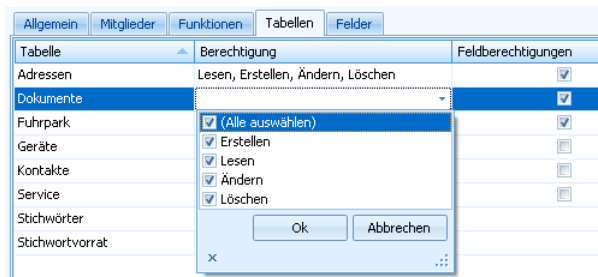 Allgemein Mitglieder Funktionen Tabellen Felder
Tabelle Berechtigung Feldberechtigungen
Adressen Lesen, Erstellen, Ändern, Löschen
Dokumente
Fuhrpark (Alle auswählen)
Geräte Erstellen
Kontakte Lesen
Service Ändern
Stichwörter Löschen
Stichwortvorrat Ok Abbrechen